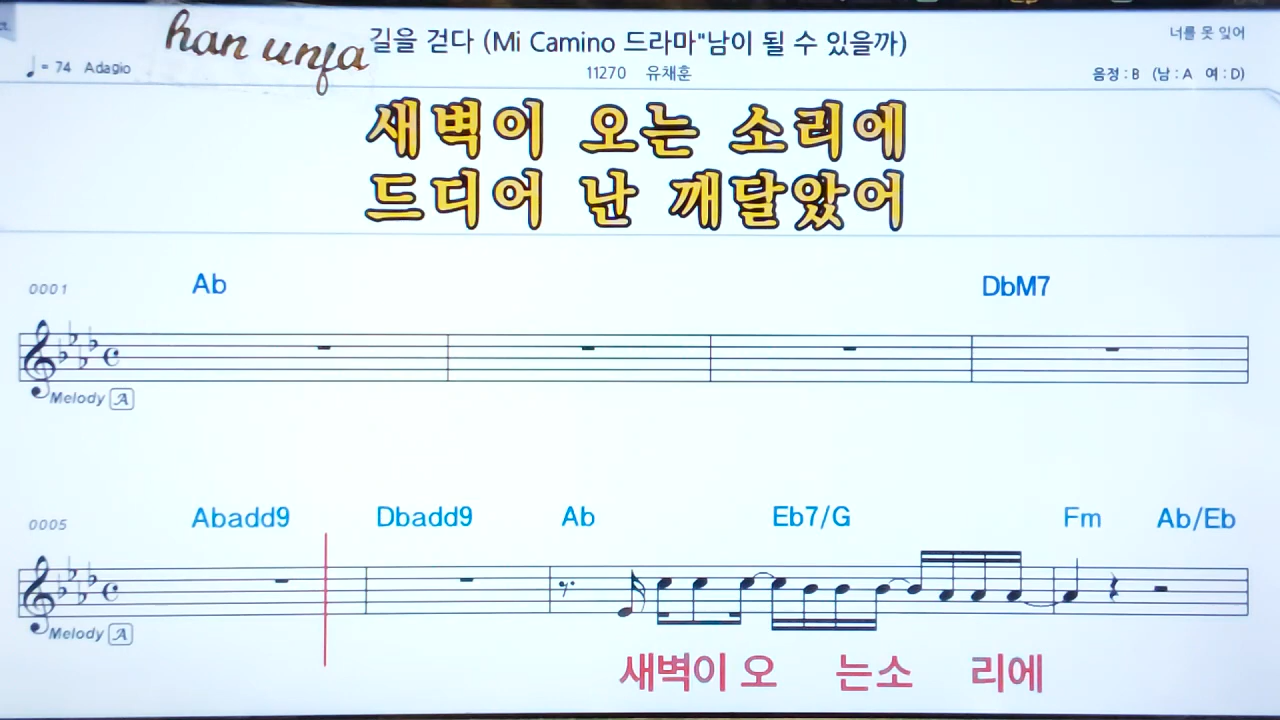 han unfa
길을 걷다 (Mi Camino 드라마"남이 될 수 있을까)
너를 못 잊어
♩= 74 Adagio
11270 유채훈
음정 : B (남 : A 여 : D)
새벽이 오는 소리에
드디어 난 깨달았어
0001 Ab DbM7
Melody A
0005 Abadd9 Dbadd9 Ab Eb7/G Fm Ab/Eb
Melody A
새벽이 오 는소 리에